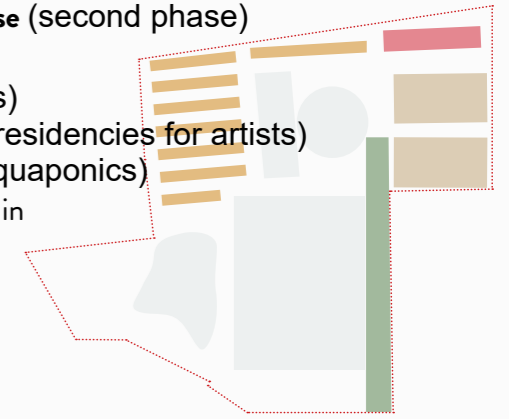 se (second phase)
s)
residencies for artists)
quaponics)
in